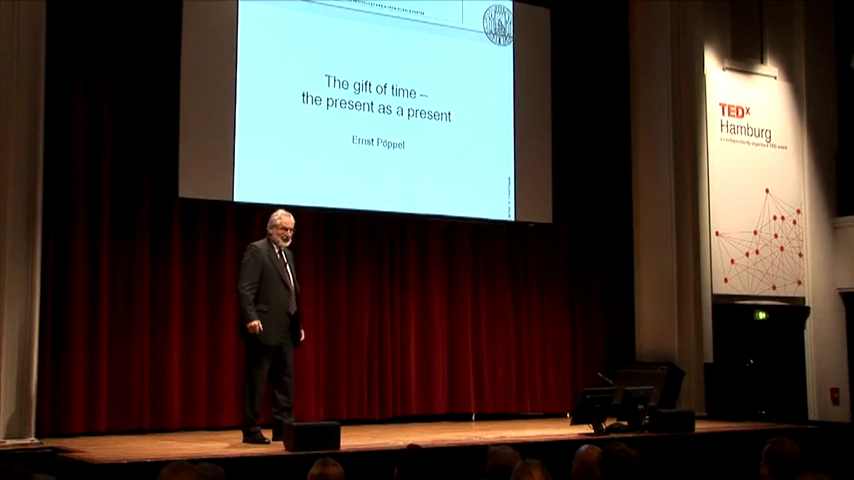 The gift of time –
the present as a present
Ernst Pöppel
TEDx
Hamburg